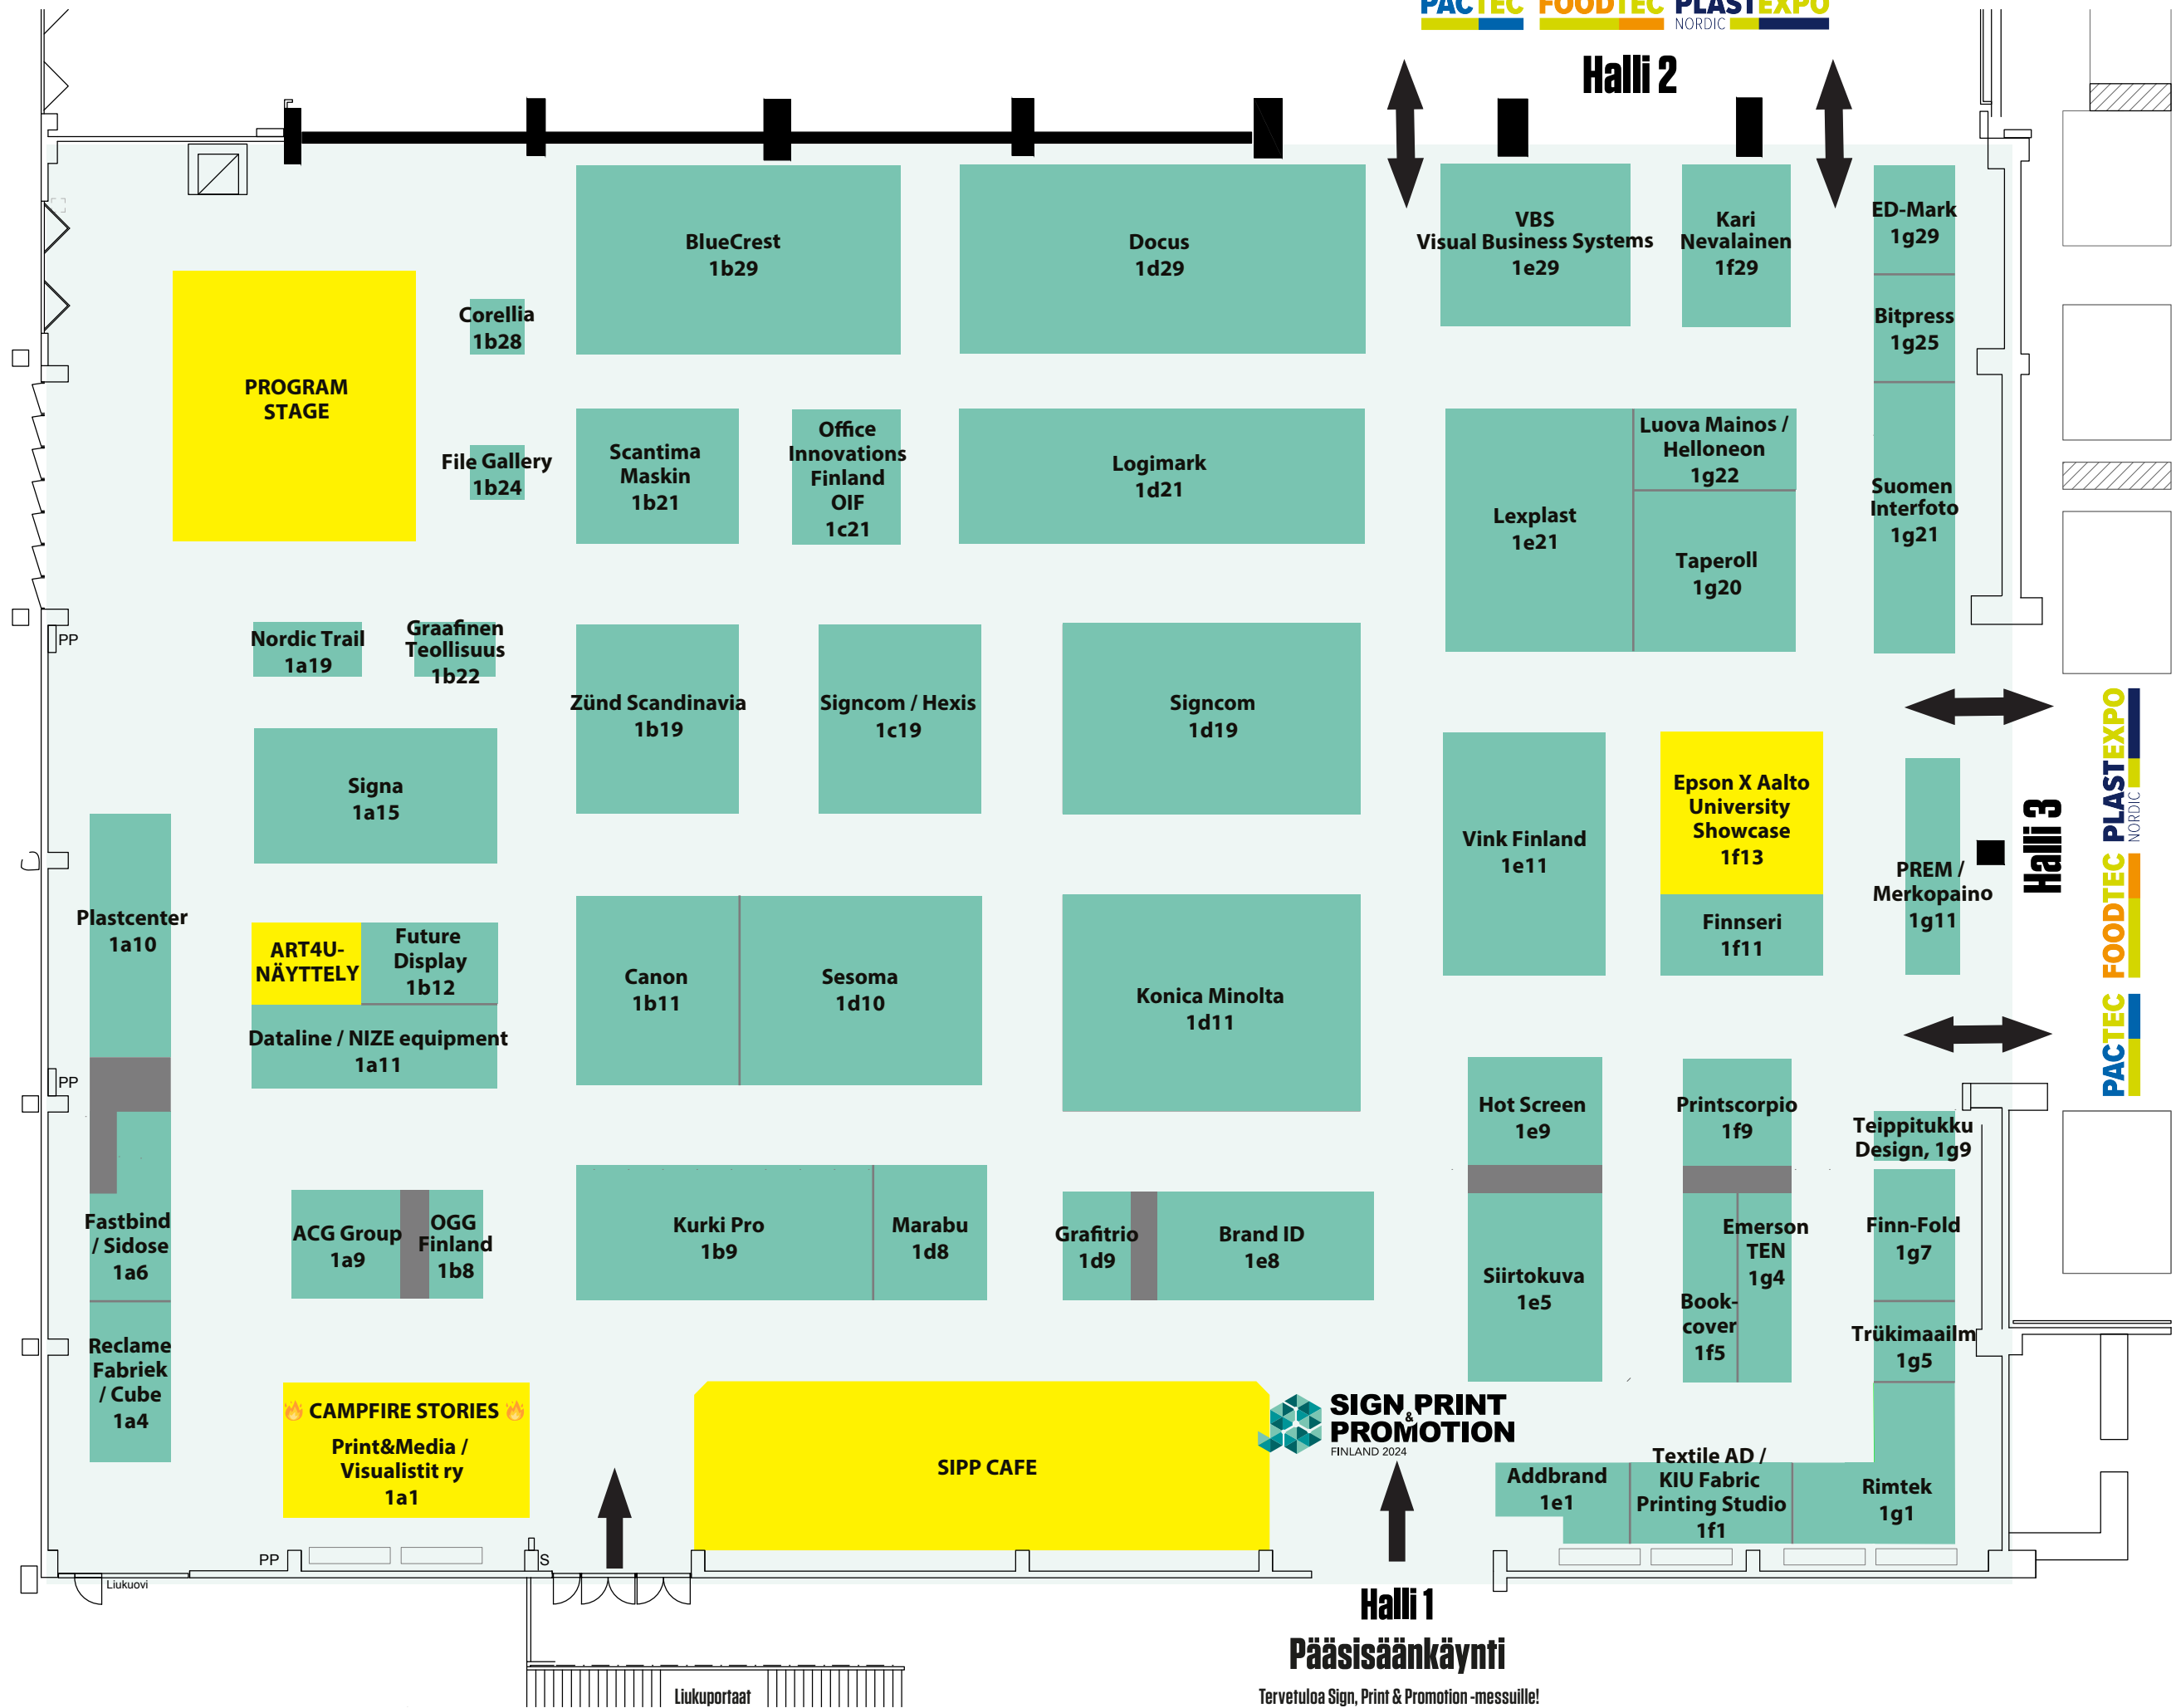 PACTEC FOODTEC PLASTEXPO
NORDIC
Halli 2
BlueCrest
1b29
Docus
1d29
VBS
Visual Business Systems
1e29
Kari
Nevalainen
1f29
ED-Mark
1g29
Corellia
1b28
Bitpress
1g25
PROGRAM
STAGE
File Gallery
1b24
Scantima
Maskin
1b21
Office
Innovations
Finland
OIF
1c21
Logimark
1d21
Lexplast
1e21
Luova Mainos /
Helloneon
1g22
Taperoll
1g20
Suomen
Interfoto
1g21
PP
Nordic Trail
1a19
Graafinen
Teollisuus
1b22
Zünd Scandinavia
1b19
Signcom / Hexis
1c19
Signcom
1d19
Signa
1a15
Vink Finland
1e11
Epson X Aalto
University
Showcase
1f13
Finnseri
1f11
PREM /
Merkopaino
1g11
Halli 3
PACTEC FOODTEC PLASTEXPO
NORDIC
Plastcenter
1a10
ART4U-
NÄYTTELY
Future
Display
1b12
Dataline / NIZE equipment
1a11
Canon
1b11
Sesoma
1d10
Konica Minolta
1d11
PP
Hot Screen
1e9
Printscorpio
1f9
Teippitukku
Design, 1g9
Fastbind
/ Sidose
1a6
ACG Group
1a9
OGG
Finland
1b8
Kurki Pro
1b9
Marabu
1d8
Grafitrio
1d9
Brand ID
1e8
Siirtokuva
1e5
Emerson
TEN
1g4
Book-
cover
1f5
Finn-Fold
1g7
Trükimaailm
1g5
Reclame
Fabriek
/ Cube
1a4
🔥 CAMPFIRE STORIES 🔥
Print&Media /
Visualistit ry
1a1
SIPP CAFE
SIGN, PRINT
&
PROMOTION
FINLAND 2024
Addbrand
1e1
Textile AD /
KIU Fabric
Printing Studio
1f1
Rimtek
1g1
PP
S
Liukuovi
Halli 1
Pääsisäänkäynti
Liukuportaat
Tervetuloa Sign, Print & Promotion -messuille!